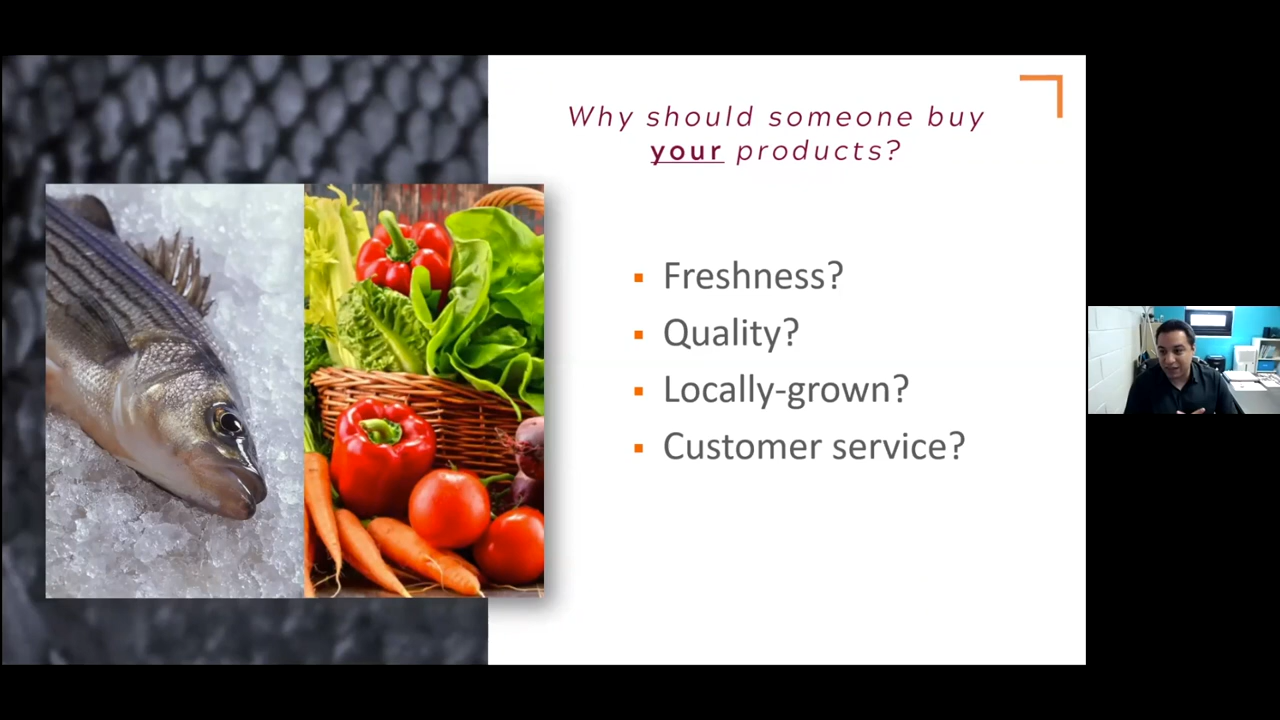 Why should someone buy
your products?
Freshness?
Quality?
Locally-grown?
Customer service?